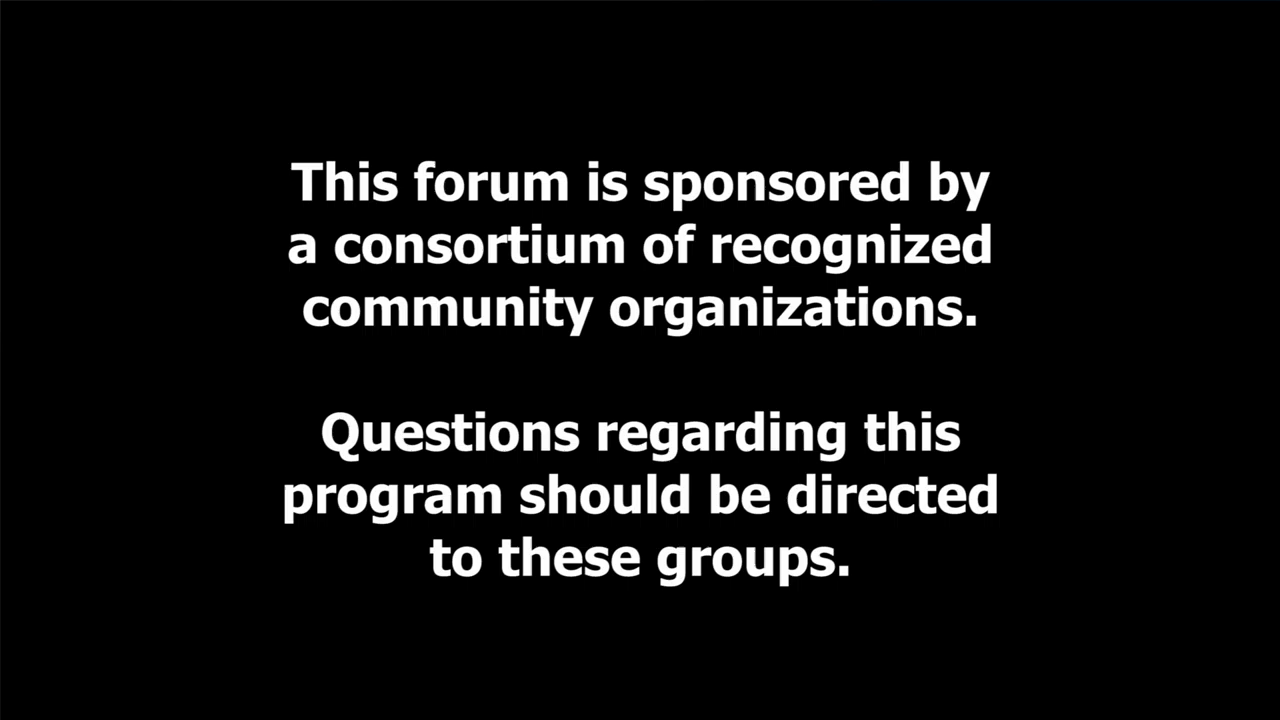 This forum is sponsored by
a consortium of recognized
community organizations.
Questions regarding this
program should be directed
to these groups.